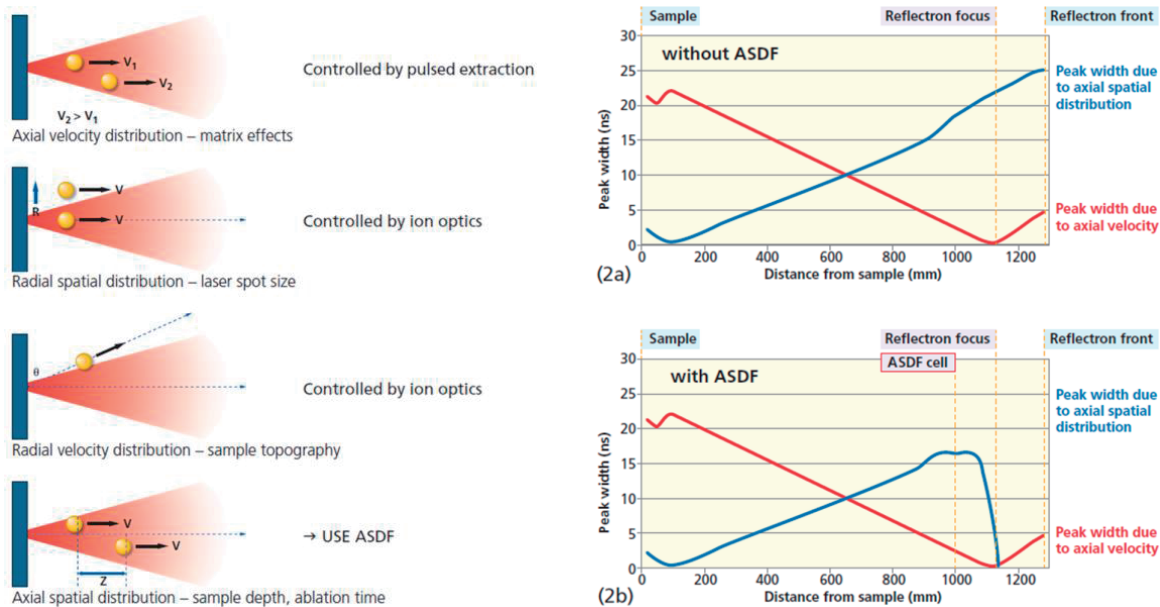 V₁
V₂
V₂ > V₁
Controlled by pulsed extraction
Axial velocity distribution – matrix effects
V
R
V
Controlled by ion optics
Radial spatial distribution – laser spot size
θ
Controlled by ion optics
Radial velocity distribution – sample topography
V
V
→ USE ASDF
Z
Axial spatial distribution – sample depth, ablation time
Sample
Reflectron focus
Reflectron front
without ASDF
Peak width (ns)
30
25
20
15
10
5
0
0 200 400 600 800 1000 1200
Distance from sample (mm)
(2a)
Peak width due
to axial spatial
distribution
Peak width due
to axial velocity
Sample
Reflectron focus
Reflectron front
ASDF cell
with ASDF
Peak width (ns)
30
25
20
15
10
5
0
0 200 400 600 800 1000 1200
Distance from sample (mm)
(2b)
Peak width due
to axial spatial
distribution
Peak width due
to axial velocity